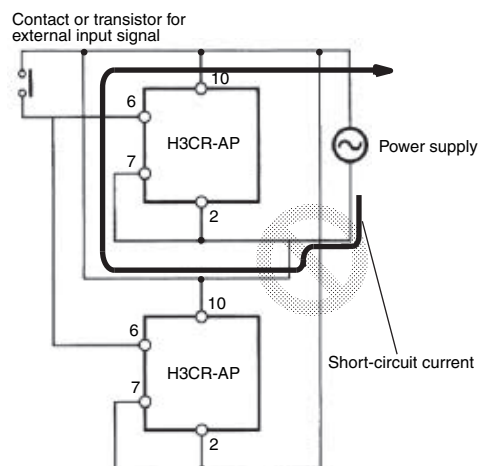 Contact or transistor for
external input signal
10
6
H3CR-AP
7
Power supply
2
10
6
Short-circuit current
H3CR-AP
7
2